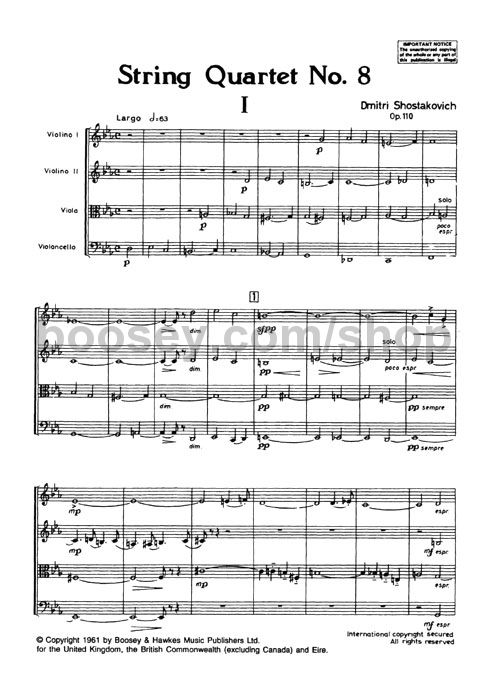 IMPORTANT NOTICE
The unauthorized copying
of the whole or any part of
this publication is illegal
String Quartet No. 8
I
Dmitri Shostakovich
Op.110
Largo 𝅗𝅥=63
Violino I
p
Violino II
p
Viola
p
solo
poco
espr.
Violoncello
p
1
dim.
sfpp
boosey.com/shop
dim.
pp
solo
poco espr.
dim.
pp
pp sempre
dim.
pp
pp sempre
mp
espr.
mp
mf espr.
mp
espr.
mf espr.
© Copyright 1961 by Boosey & Hawkes Music Publishers Ltd.
for the United Kingdom, the British Commonwealth (excluding Canada) and Eire.
International copyright secured
All rights reserved